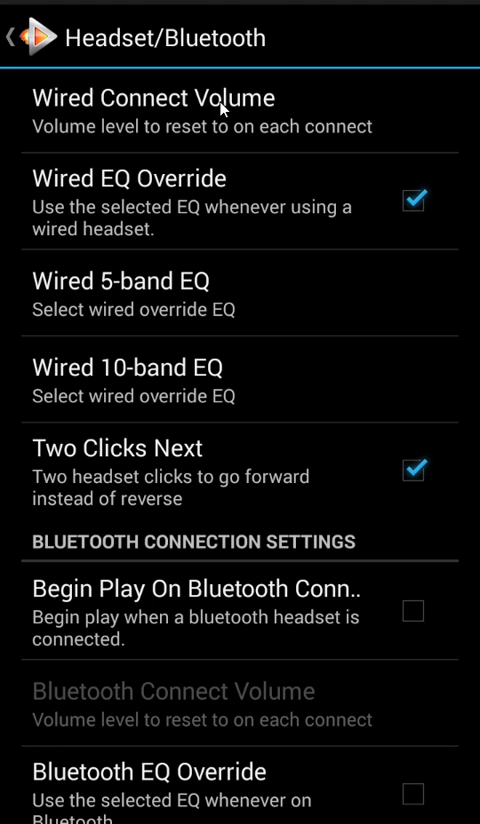 Headset/Bluetooth
Wired Connect Volume
Volume level to reset to on each connect
Wired EQ Override
Use the selected EQ whenever using a
wired headset.
Wired 5-band EQ
Select wired override EQ
Wired 10-band EQ
Select wired override EQ
Two Clicks Next
Two headset clicks to go forward
instead of reverse
BLUETOOTH CONNECTION SETTINGS
Begin Play On Bluetooth Conn..
Begin play when a bluetooth headset is
connected.
Bluetooth Connect Volume
Volume level to reset to on each connect
Bluetooth EQ Override
Use the selected EQ whenever on
Bluetooth